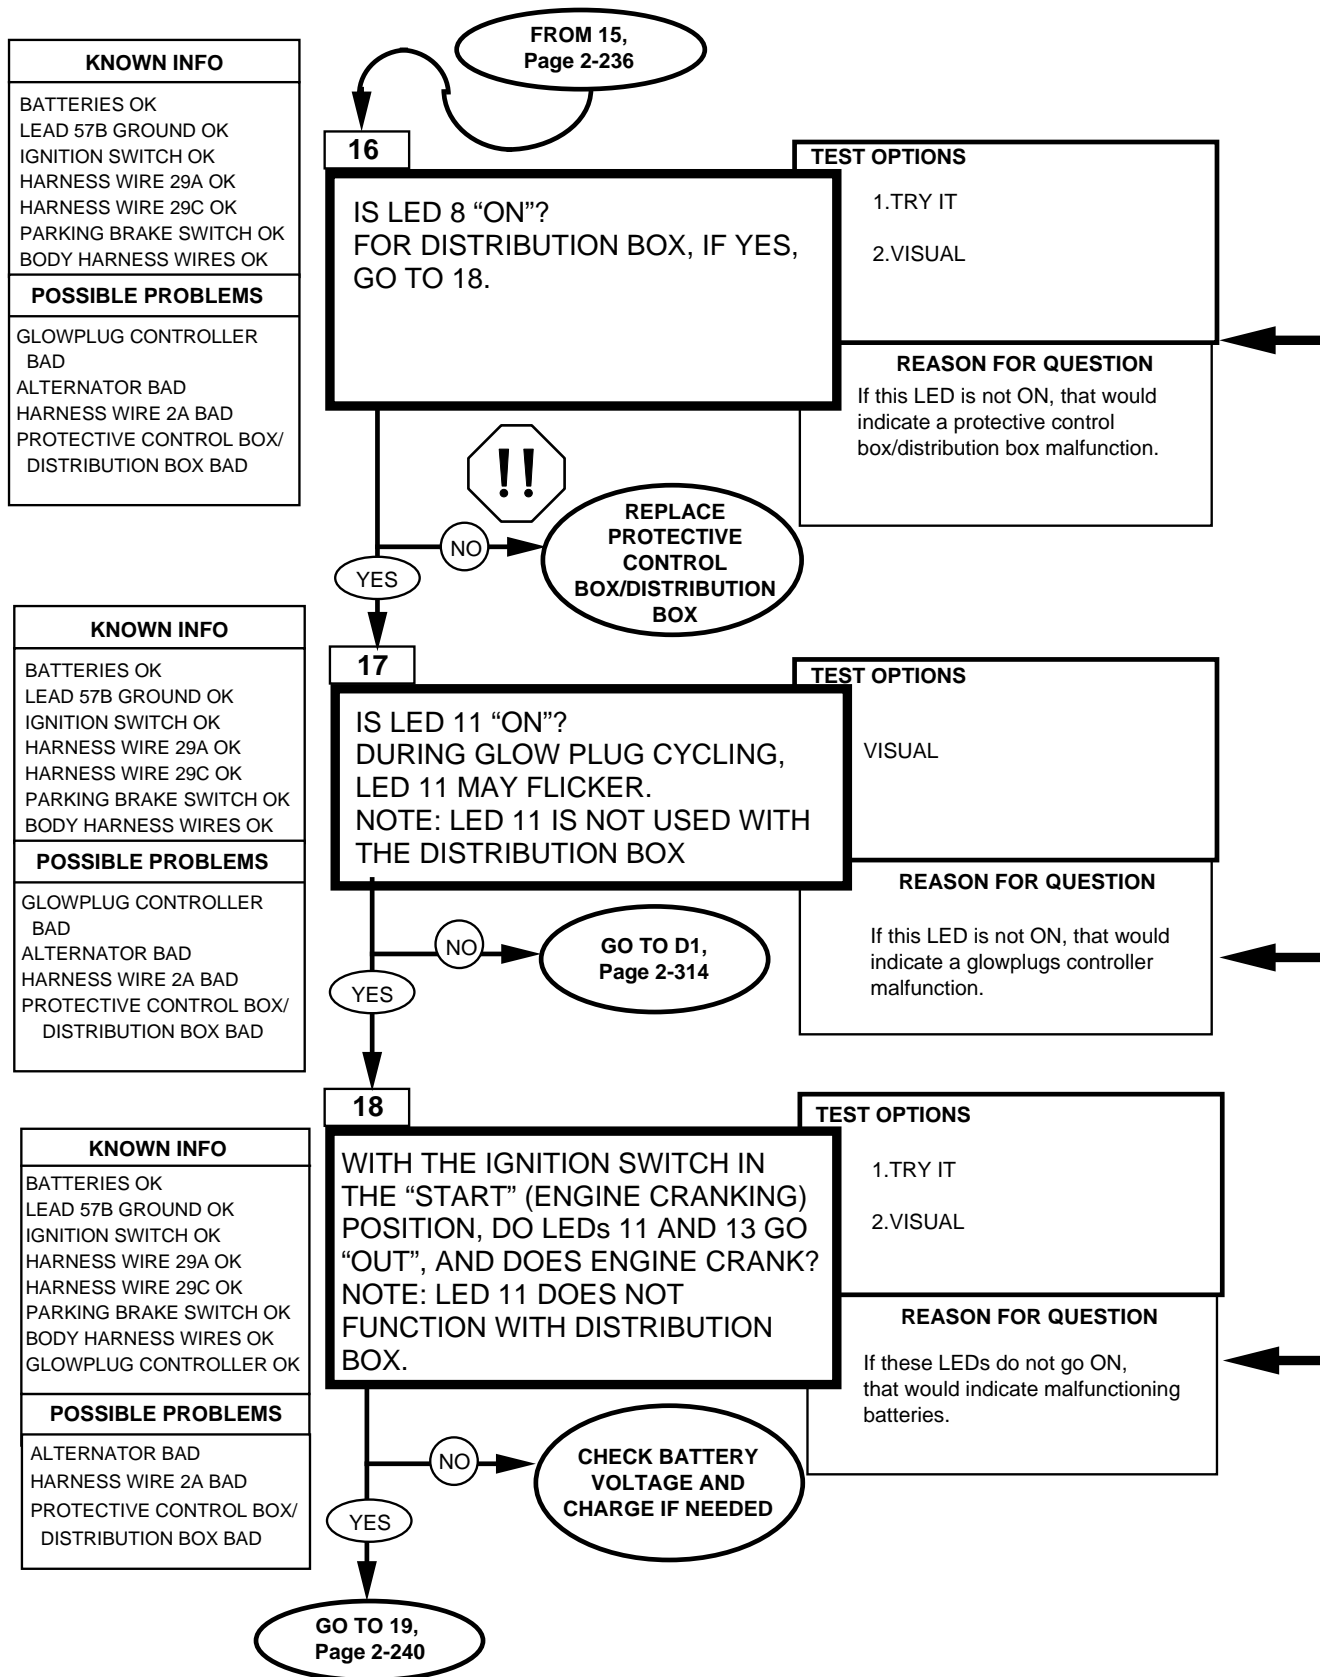 FROM 15,
Page 2-236
KNOWN INFO
BATTERIES OK
LEAD 57B GROUND OK
IGNITION SWITCH OK
HARNESS WIRE 29A OK
HARNESS WIRE 29C OK
PARKING BRAKE SWITCH OK
BODY HARNESS WIRES OK
POSSIBLE PROBLEMS
GLOWPLUG CONTROLLER
BAD
ALTERNATOR BAD
HARNESS WIRE 2A BAD
PROTECTIVE CONTROL BOX/
DISTRIBUTION BOX BAD
16
IS LED 8 “ON”?
FOR DISTRIBUTION BOX, IF YES,
GO TO 18.
TEST OPTIONS
1.TRY IT
2.VISUAL
REASON FOR QUESTION
If this LED is not ON, that would
indicate a protective control
box/distribution box malfunction.
!!
NO
REPLACE
PROTECTIVE
CONTROL
BOX/DISTRIBUTION
BOX
YES
KNOWN INFO
BATTERIES OK
LEAD 57B GROUND OK
IGNITION SWITCH OK
HARNESS WIRE 29A OK
HARNESS WIRE 29C OK
PARKING BRAKE SWITCH OK
BODY HARNESS WIRES OK
POSSIBLE PROBLEMS
GLOWPLUG CONTROLLER
BAD
ALTERNATOR BAD
HARNESS WIRE 2A BAD
PROTECTIVE CONTROL BOX/
DISTRIBUTION BOX BAD
17
IS LED 11 “ON”?
DURING GLOW PLUG CYCLING,
LED 11 MAY FLICKER.
NOTE: LED 11 IS NOT USED WITH
THE DISTRIBUTION BOX
TEST OPTIONS
VISUAL
REASON FOR QUESTION
If this LED is not ON, that would
indicate a glowplugs controller
malfunction.
NO
GO TO D1,
Page 2-314
YES
KNOWN INFO
BATTERIES OK
LEAD 57B GROUND OK
IGNITION SWITCH OK
HARNESS WIRE 29A OK
HARNESS WIRE 29C OK
PARKING BRAKE SWITCH OK
BODY HARNESS WIRES OK
GLOWPLUG CONTROLLER OK
POSSIBLE PROBLEMS
ALTERNATOR BAD
HARNESS WIRE 2A BAD
PROTECTIVE CONTROL BOX/
DISTRIBUTION BOX BAD
18
WITH THE IGNITION SWITCH IN
THE “START” (ENGINE CRANKING)
POSITION, DO LEDs 11 AND 13 GO
“OUT”, AND DOES ENGINE CRANK?
NOTE: LED 11 DOES NOT
FUNCTION WITH DISTRIBUTION
BOX.
TEST OPTIONS
1.TRY IT
2.VISUAL
REASON FOR QUESTION
If these LEDs do not go ON,
that would indicate malfunctioning
batteries.
NO
CHECK BATTERY
VOLTAGE AND
CHARGE IF NEEDED
YES
GO TO 19,
Page 2-240